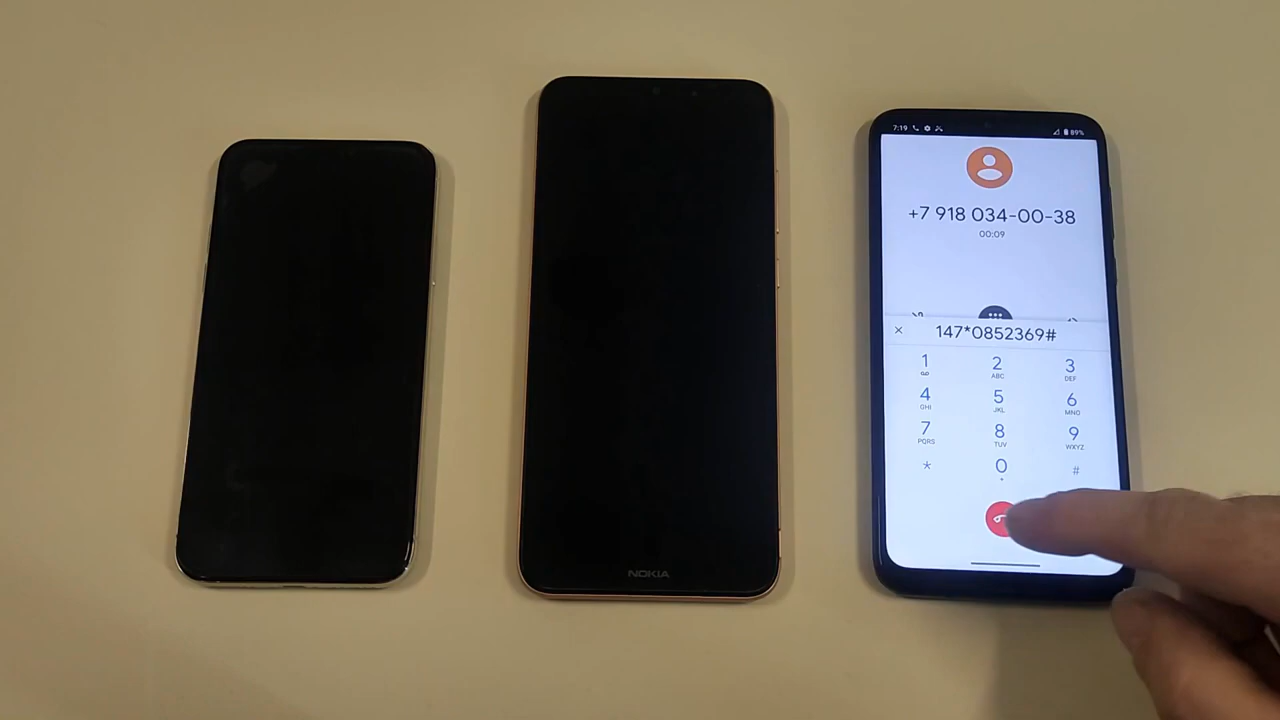 NOKIA
7:19
89%
+7 918 034-00-38
00:09
147*0852369#
1
2
ABC
3
DEF
4
GHI
5
JKL
6
MNO
7
PQRS
8
TUV
9
WXYZ
*
0
+
#